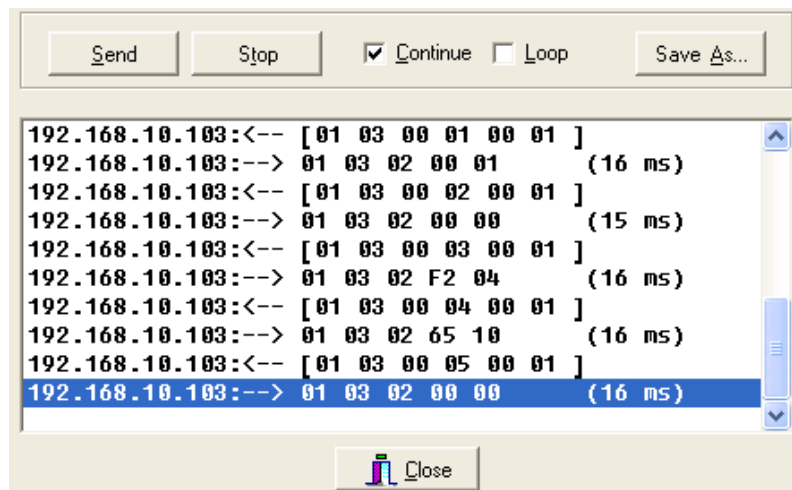 Send Stop Continue Loop Save As...
192.168.10.103:<-- [01 03 00 01 00 01 ]
192.168.10.103:--> 01 03 02 00 01 (16 ms)
192.168.10.103:<-- [01 03 00 02 00 01 ]
192.168.10.103:--> 01 03 02 00 00 (15 ms)
192.168.10.103:<-- [01 03 00 03 00 01 ]
192.168.10.103:--> 01 03 02 F2 04 (16 ms)
192.168.10.103:<-- [01 03 00 04 00 01 ]
192.168.10.103:--> 01 03 02 65 10 (16 ms)
192.168.10.103:<-- [01 03 00 05 00 01 ]
192.168.10.103:--> 01 03 02 00 00 (16 ms)
Close